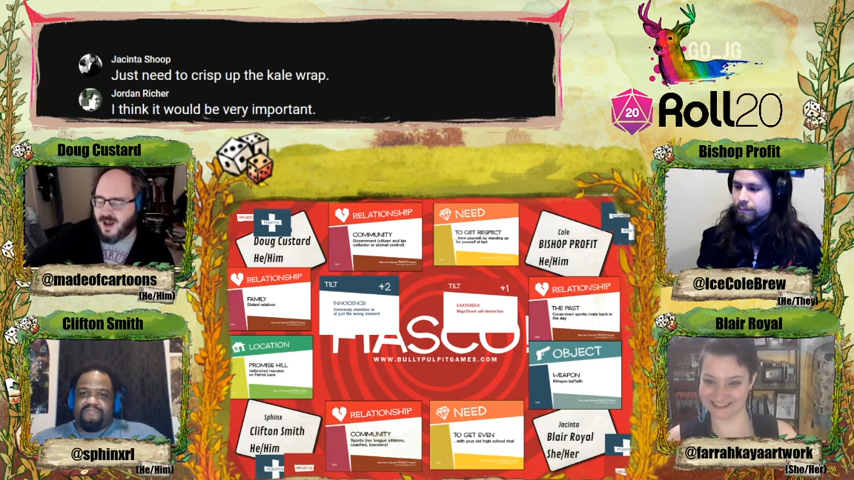 Jacinta Shoop
Just need to crisp up the kale wrap.
Jordan Richer
I think it would be very important.
GO_JG
20
Roll20
Doug Custard
@madeofcartoons
(He/Him)
Bishop Profit
@IceColeBrew
(He/They)
Clifton Smith
@sphinxrl
(He/Him)
Blair Royal
@farrahkayaartwork
(She/Her)
Doug Custard
He/Him
RELATIONSHIP
COMMUNITY
Government (citizen and tax collector or animal control)
NEED
TO GET RESPECT
...from yourself, by standing up for yourself at last
Cole
BISHOP PROFIT
He/Him
RELATIONSHIP
FAMILY
Distant relatives
TILT
+2
INNOCENCE:
Somebody stumbles in at just the wrong moment
TILT
+1
MAYHEM:
Magnificent self-destruction
RELATIONSHIP
THE PAST
Cross-town sports rivals back in the day
FIASCO
WWW.BULLYPULPITGAMES.COM
LOCATION
PROMISE HILL
Unfinished mansion on Patriot Lane
OBJECT
WEAPON
Klingon bat'leth
Sphinx
Clifton Smith
He/Him
RELATIONSHIP
COMMUNITY
Sports (rec league athletes, coaches, boosters)
NEED
TO GET EVEN
...with your old high school rival
Jacinta
Blair Royal
She/Her